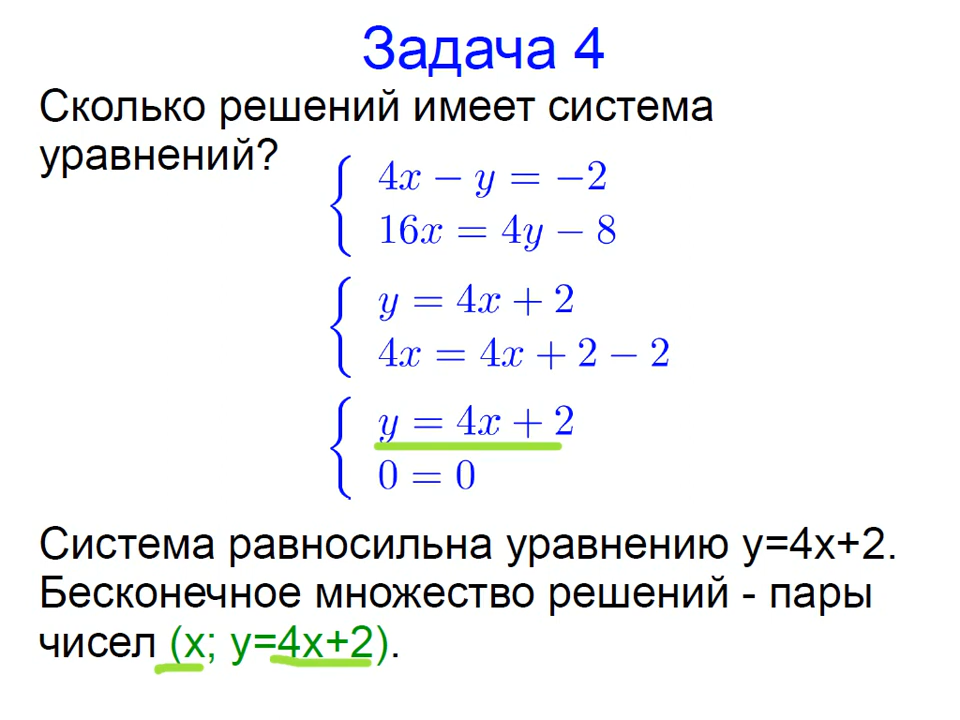 Задача 4
Сколько решений имеет система
уравнений?
4x − y = −2
16x = 4y − 8
y = 4x + 2
4x = 4x + 2 − 2
y = 4x + 2
0 = 0
Система равносильна уравнению y=4x+2.
Бесконечное множество решений - пары
чисел (x; y=4x+2).